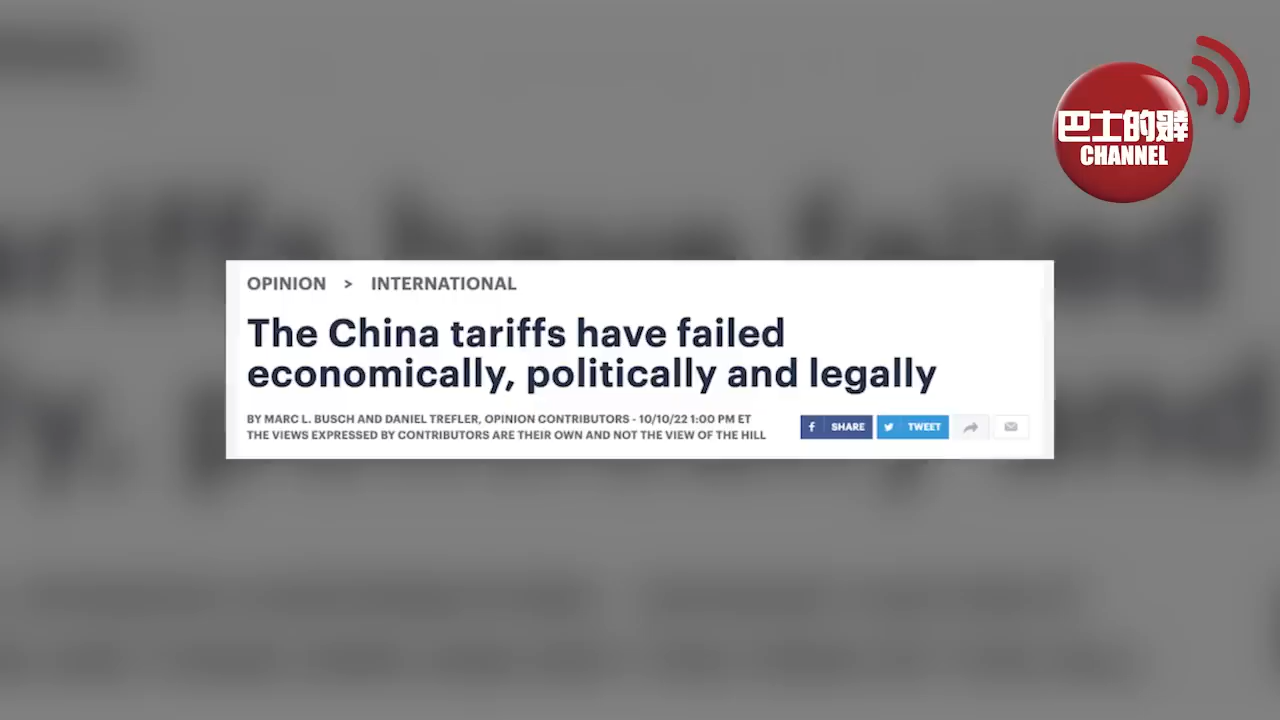 巴士的報
CHANNEL
OPINION > INTERNATIONAL
The China tariffs have failed
economically, politically and legally
BY MARC L. BUSCH AND DANIEL TREFLER, OPINION CONTRIBUTORS - 10/10/22 1:00 PM ET
THE VIEWS EXPRESSED BY CONTRIBUTORS ARE THEIR OWN AND NOT THE VIEW OF THE HILL
SHARE
TWEET